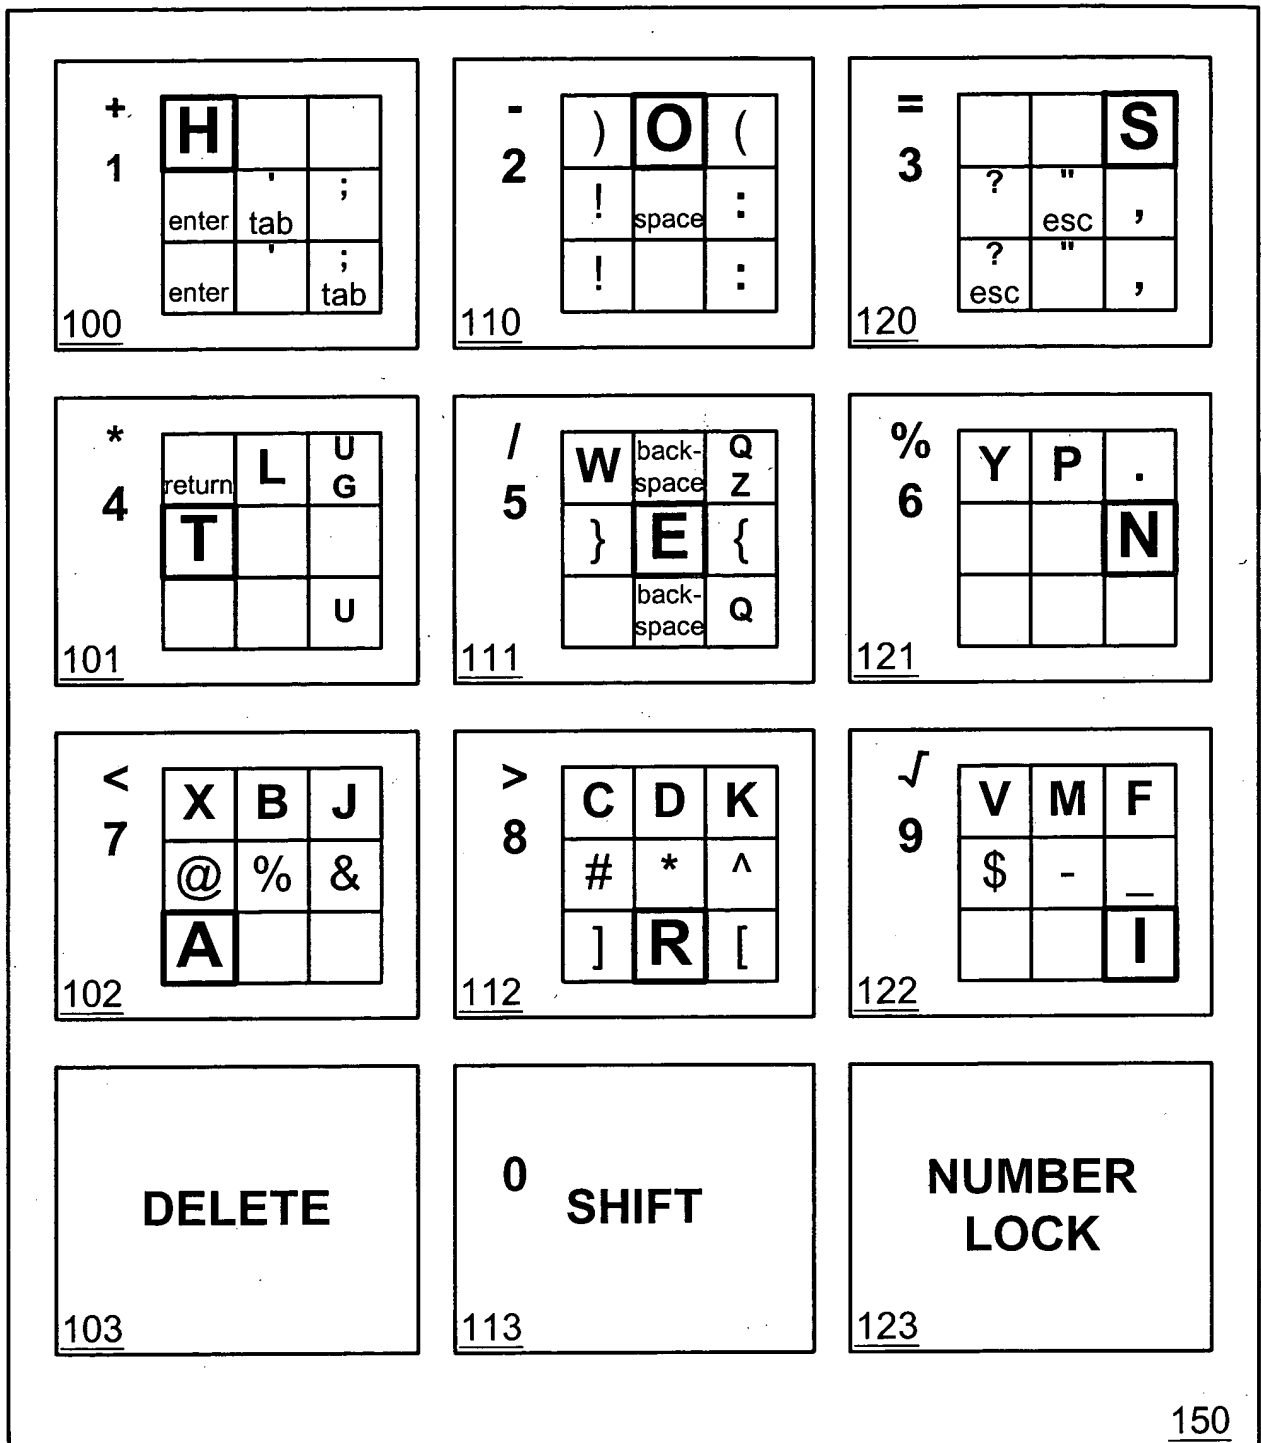 + H
1
enter ' tab ;
enter ' ; tab
100
- ) O (
2
! space :
!  :
110
= S
3
? " esc ,
? esc " ,
120
* return L U G
4
T
U
101
/ W back-space Q Z
5
} E {
back-space Q
111
% Y P .
6
N
121
< X B J
7
@ % &
A
102
> C D K
8
# * ^
] R [
112
√ V M F
9
$ - _
I
122
DELETE
103
0 SHIFT
113
NUMBER
LOCK
123
150